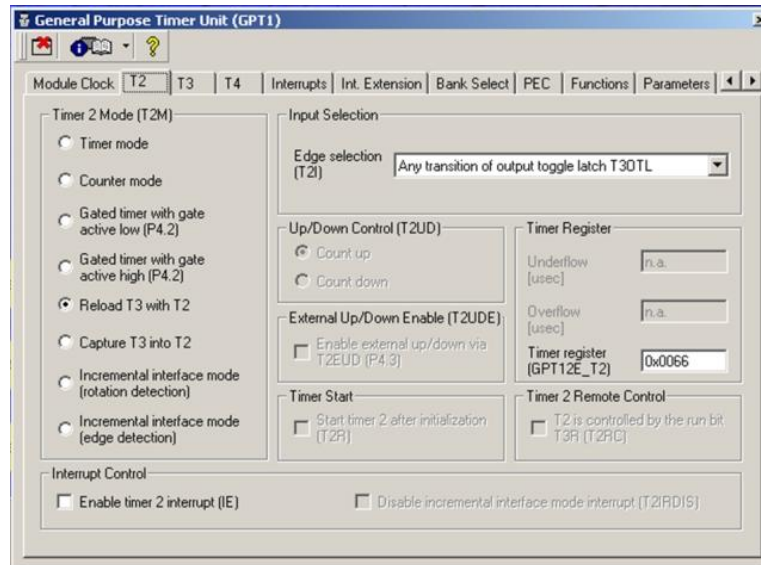 General Purpose Timer Unit (GPT1)
Module Clock T2 T3 T4 Interrupts Int. Extension Bank Select PEC Functions Parameters
Timer 2 Mode (T2M)
Timer mode
Counter mode
Gated timer with gate
active low (P4.2)
Gated timer with gate
active high (P4.2)
Reload T3 with T2
Capture T3 into T2
Incremental interface mode
(rotation detection)
Incremental interface mode
(edge detection)
Input Selection
Edge selection
(T2I)
Any transition of output toggle latch T3OTL
Up/Down Control (T2UD)
Count up
Count down
External Up/Down Enable (T2UDE)
Enable external up/down via
T2EUD (P4.3)
Timer Register
Underflow
[usec]
n.a.
Overflow
[usec]
n.a.
Timer register
(GPT12E_T2)
0x0066
Timer Start
Start timer 2 after initialization
(T2R)
Timer 2 Remote Control
T2 is controlled by the run bit
T3R (T2RC)
Interrupt Control
Enable timer 2 interrupt (IE)
Disable incremental interface mode interrupt (T2IRDIS)